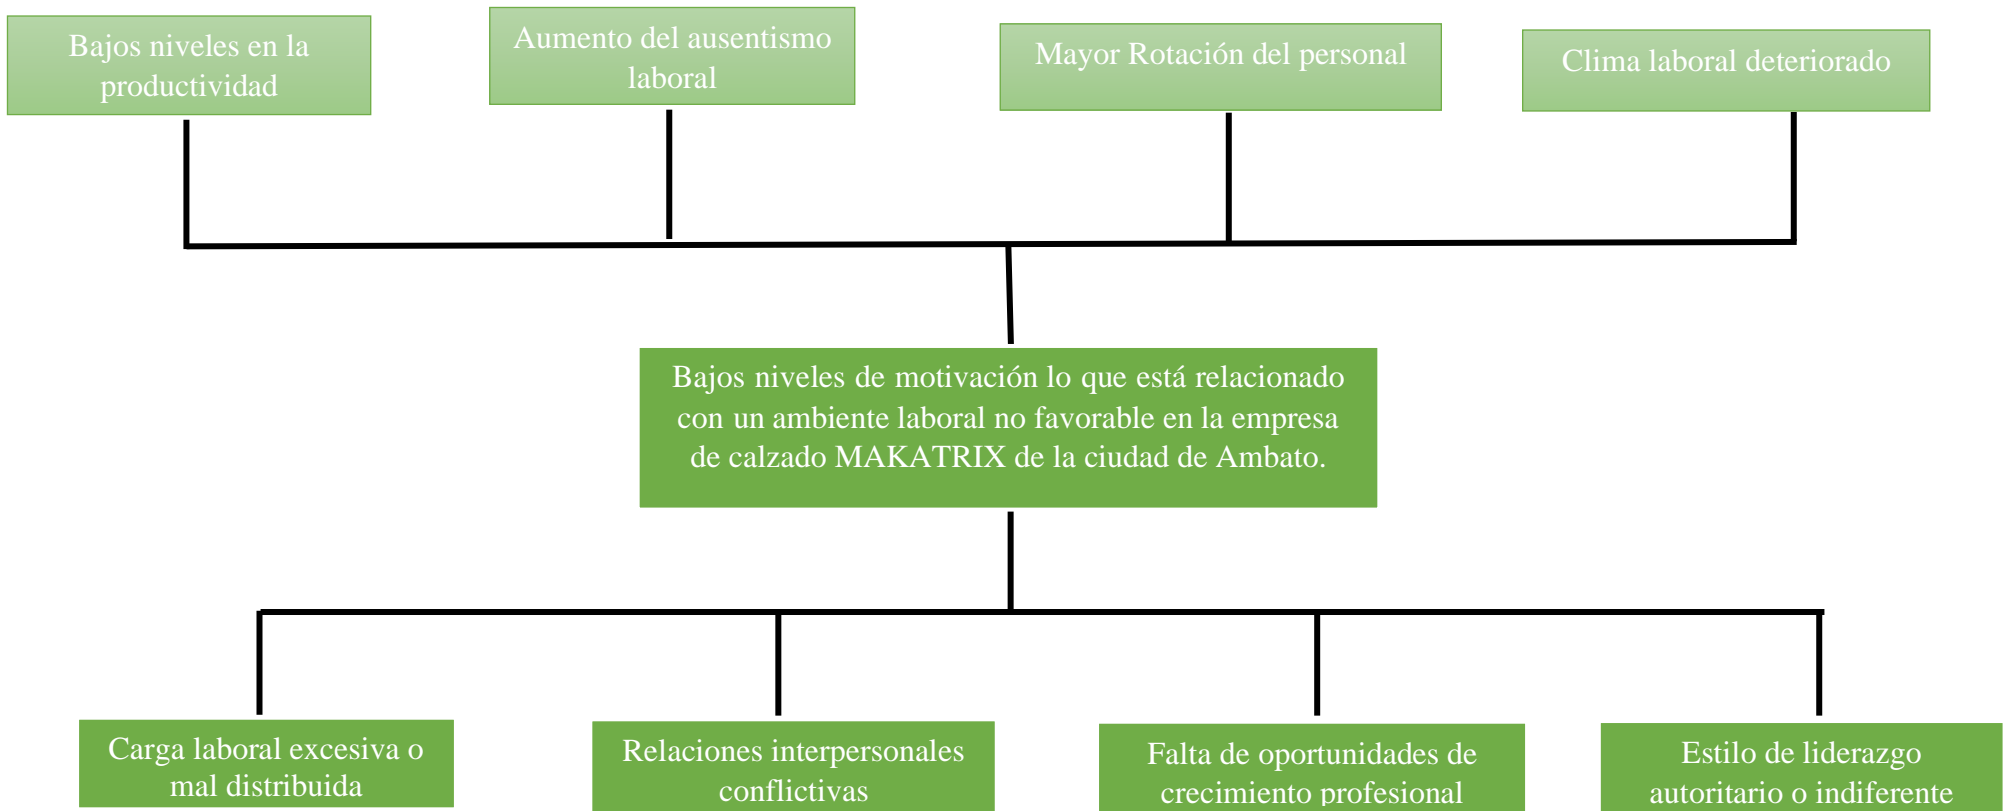 Bajos niveles en la
productividad
Aumento del ausentismo
laboral
Mayor Rotación del personal
Clima laboral deteriorado
Bajos niveles de motivación lo que está relacionado
con un ambiente laboral no favorable en la empresa
de calzado MAKATRIX de la ciudad de Ambato.
Carga laboral excesiva o
mal distribuida
Relaciones interpersonales
conflictivas
Falta de oportunidades de
crecimiento profesional
Estilo de liderazgo
autoritario o indiferente